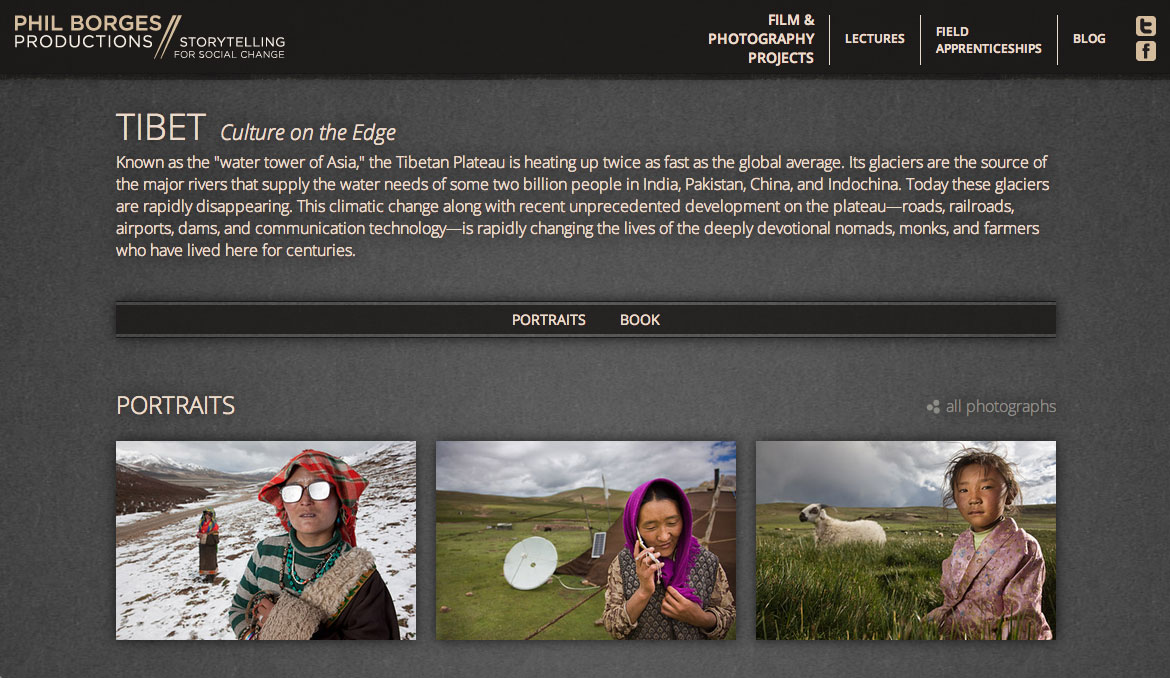 PHIL BORGES
PRODUCTIONS
STORYTELLING
FOR SOCIAL CHANGE
FILM &
PHOTOGRAPHY
PROJECTS
LECTURES
FIELD
APPRENTICESHIPS
BLOG
TIBET Culture on the Edge
Known as the "water tower of Asia," the Tibetan Plateau is heating up twice as fast as the global average. Its glaciers are the source of
the major rivers that supply the water needs of some two billion people in India, Pakistan, China, and Indochina. Today these glaciers
are rapidly disappearing. This climatic change along with recent unprecedented development on the plateau—roads, railroads,
airports, dams, and communication technology—is rapidly changing the lives of the deeply devotional nomads, monks, and farmers
who have lived here for centuries.
PORTRAITS BOOK
PORTRAITS
all photographs